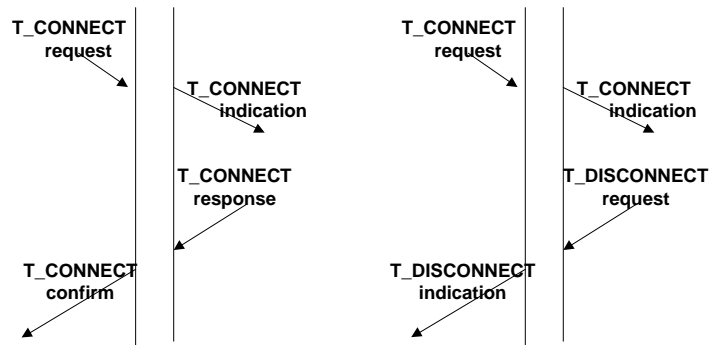 T_CONNECT
request
T_CONNECT
indication
T_CONNECT
response
T_CONNECT
confirm
T_CONNECT
request
T_CONNECT
indication
T_DISCONNECT
request
T_DISCONNECT
indication